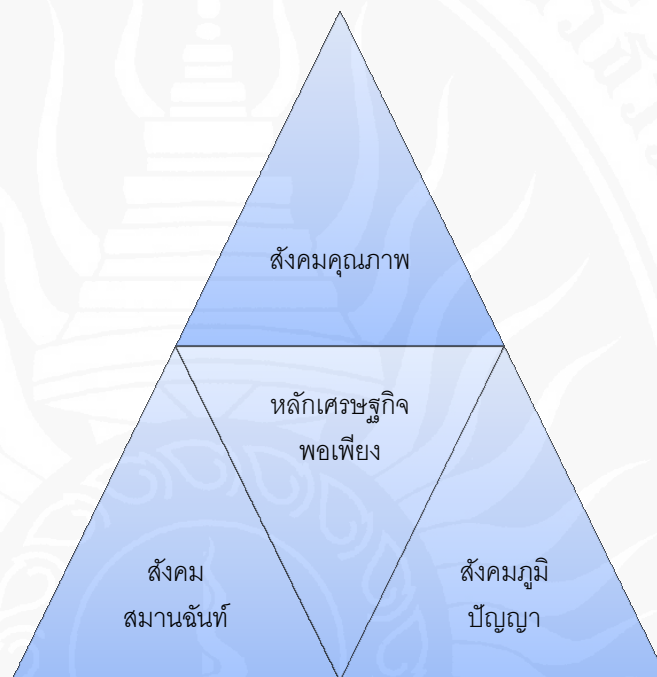 สังคมคุณภาพ
หลักเศรษฐกิจ
พอเพียง
สังคม
สมานฉันท์
สังคมภูมิ
ปัญญา